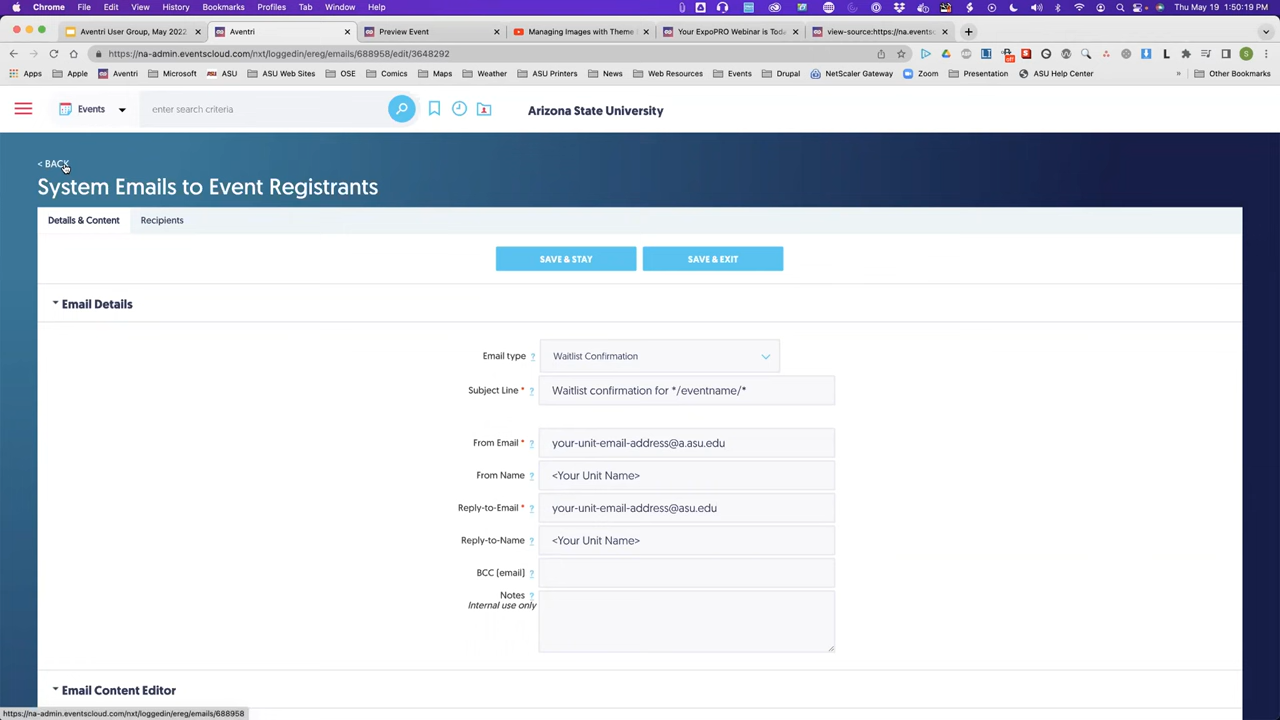 Chrome File Edit View History Bookmarks Profiles Tab Window Help Thu May 19 1:50:19 PM
Aventri User Group, May 2022 Aventri Preview Event Managing Images with Theme Your ExpoPRO Webinar is Toda view-source:https://na.events
https://na-admin.eventscloud.com/nxt/loggedin/ereg/emails/688958/edit/3648292
Apps Apple Aventri Microsoft ASU ASU Web Sites OSE Comics Maps Weather ASU Printers News Web Resources Events Drupal NetScaler Gateway Zoom Presentation ASU Help Center » Other Bookmarks
Events enter search criteria Arizona State University
< BACK
System Emails to Event Registrants
Details & Content Recipients
SAVE & STAY SAVE & EXIT
Email Details
Email type ? Waitlist Confirmation
Subject Line * ? Waitlist confirmation for */eventname/*
From Email * ? your-unit-email-address@a.asu.edu
From Name ? <Your Unit Name>
Reply-to-Email * ? your-unit-email-address@asu.edu
Reply-to-Name ? <Your Unit Name>
BCC (email) ?
Notes ?
Internal use only
Email Content Editor
https://na-admin.eventscloud.com/nxt/loggedin/ereg/emails/688958